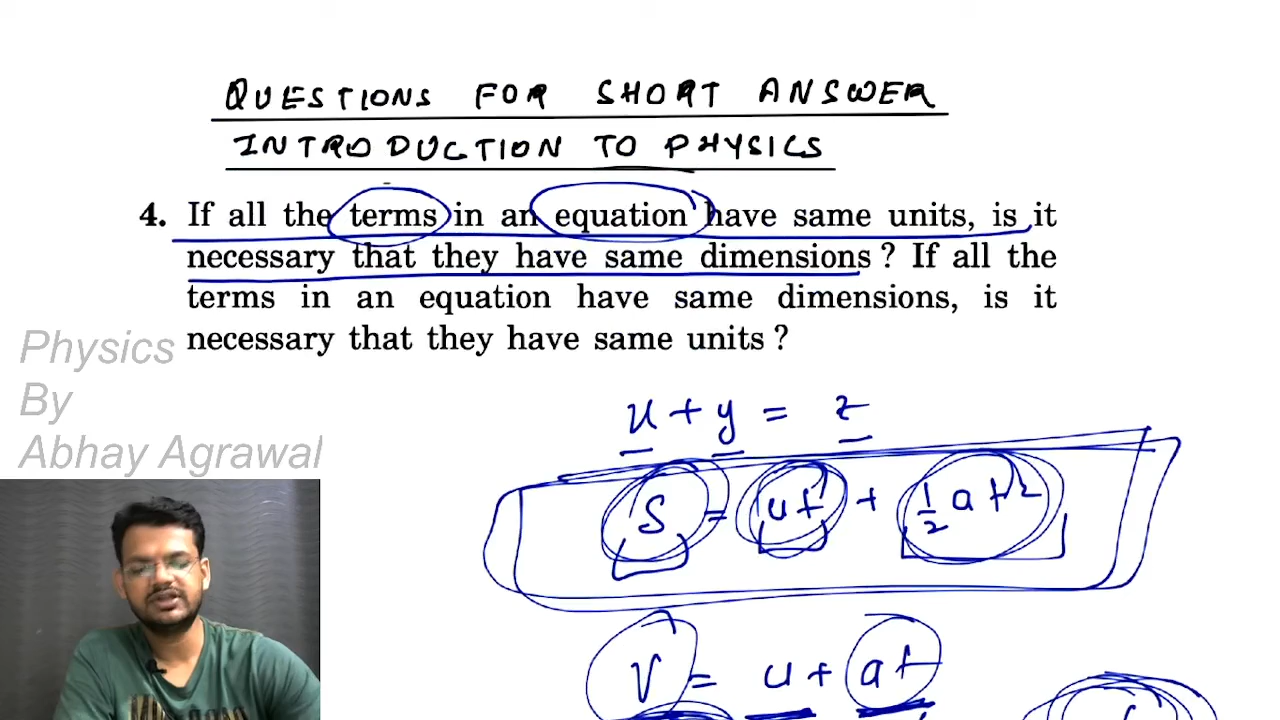 QUESTIONS FOR SHORT ANSWER
INTRODUCTION TO PHYSICS
4. If all the terms in an equation have same units, is it
necessary that they have same dimensions ? If all the
terms in an equation have same dimensions, is it
necessary that they have same units ?
Physics
By
Abhay Agrawal
x + y = z
S = ut + 1/2 at²
V = u + at